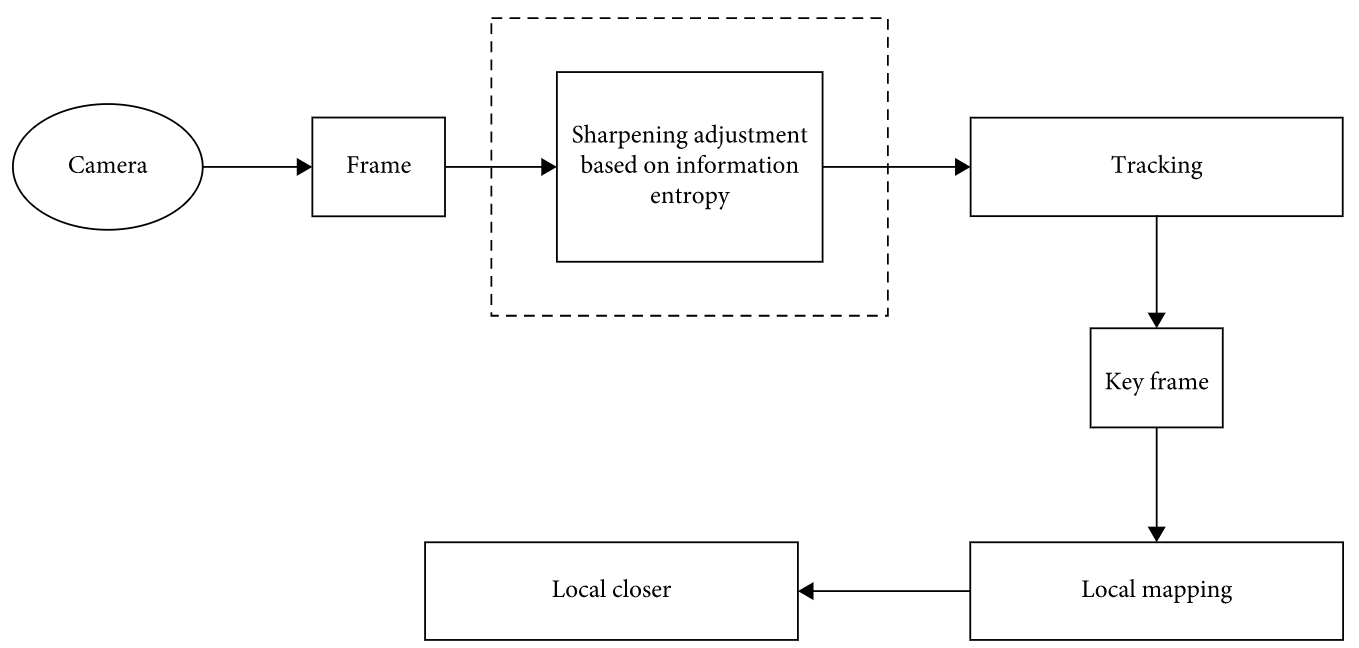 Camera
Frame
Sharpening adjustment
based on information
entropy
Tracking
Key frame
Local mapping
Local closer